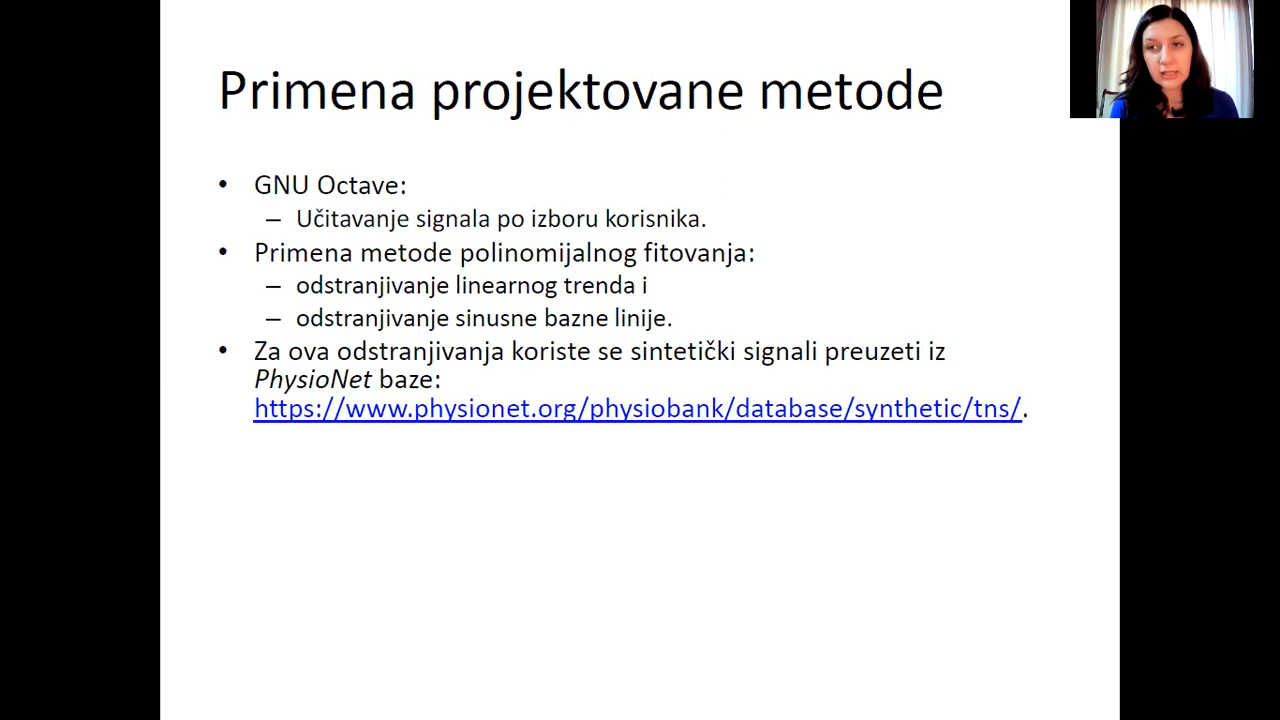 Primena projektovane metode
• GNU Octave:
– Učitavanje signala po izboru korisnika.
• Primena metode polinomijalnog fitovanja:
– odstranjivanje linearnog trenda i
– odstranjivanje sinusne bazne linije.
• Za ova odstranjivanja koriste se sintetički signali preuzeti iz
PhysioNet baze:
https://www.physionet.org/physiobank/database/synthetic/tns/.